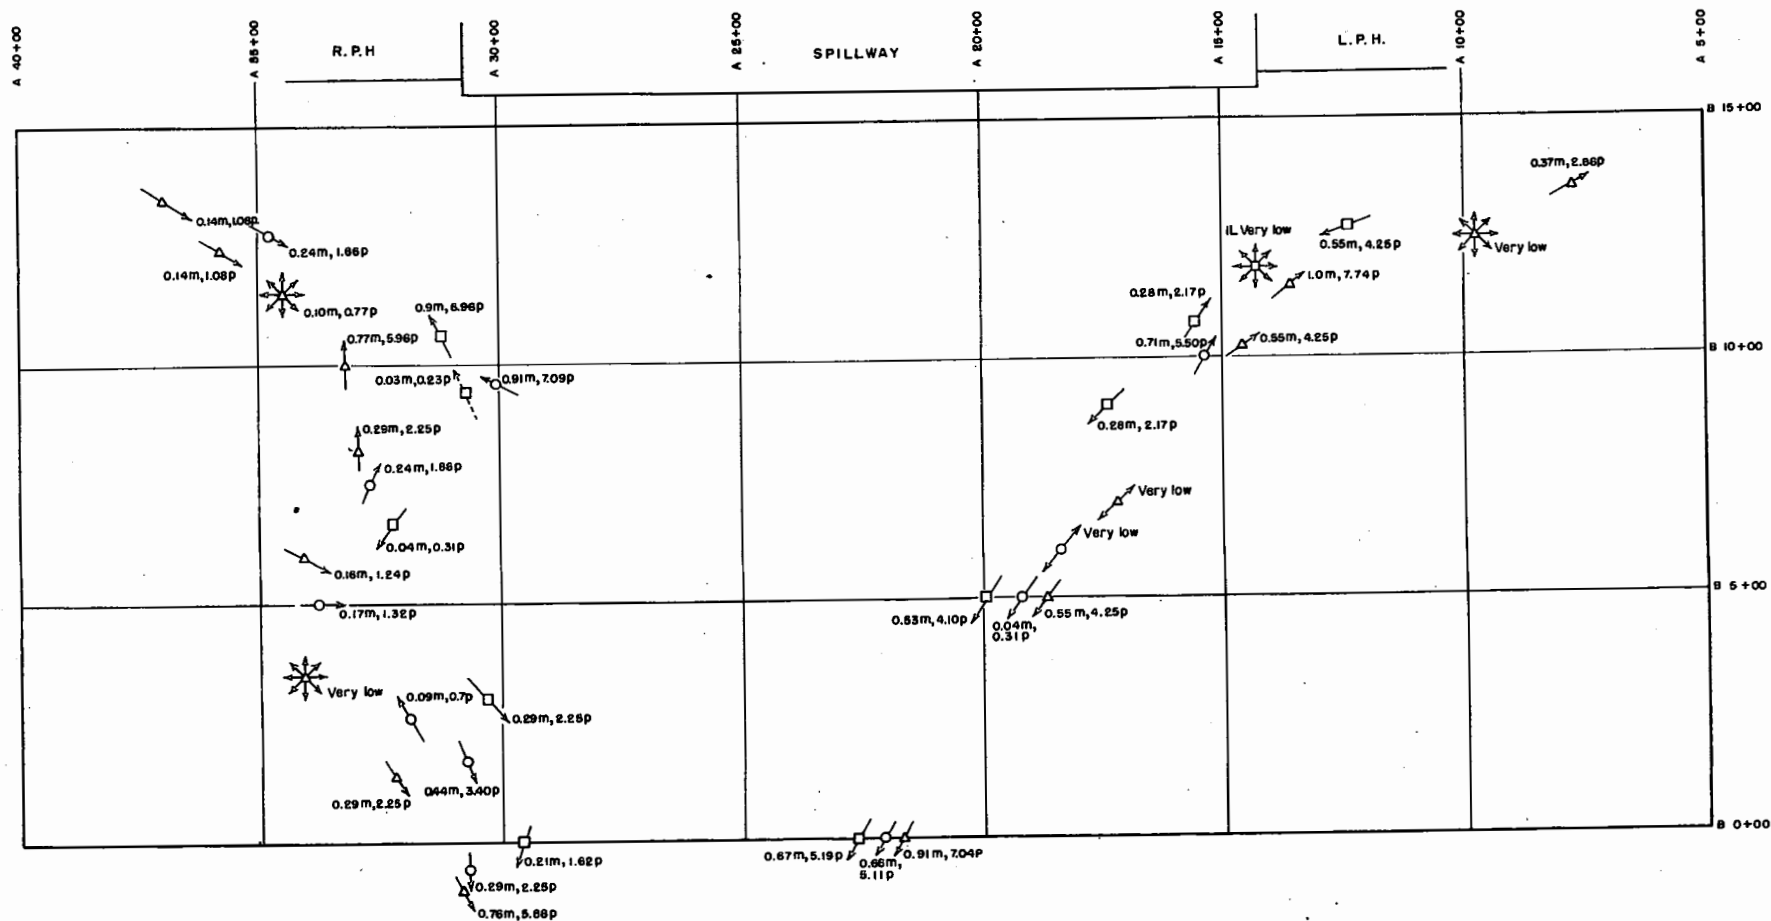 A 40+00
A 35+00
R.P.H
A 30+00
A 25+00
SPILLWAY
A 20+00
A 15+00
L.P.H.
A 10+00
A 5+00
B 15+00
0.37m, 2.86p
0.14m, 1.08p
0.24m, 1.86p
0.14m, 1.08p
0.10m, 0.77p
0.9m, 6.96p
0.77m, 5.96p
0.03m, 0.23p
0.91m, 7.09p
IL Very low
0.55m, 4.25p
Very low
1.0m, 7.74p
0.28m, 2.17p
0.71m, 5.50p
0.55m, 4.25p
B 10+00
0.29m, 2.25p
0.24m, 1.88p
0.28m, 2.17p
0.04m, 0.31p
Very low
Very low
0.16m, 1.24p
0.17m, 1.32p
B 5+00
0.53m, 4.10p
0.04m,
0.31p
0.55m, 4.25p
Very low
0.09m, 0.7p
0.29m, 2.25p
0.29m, 2.25p
0.44m, 3.40p
B 0+00
0.21m, 1.62p
0.67m, 5.19p
0.66m,
5.11p
0.91m, 7.04p
0.29m, 2.25p
0.76m, 5.88p